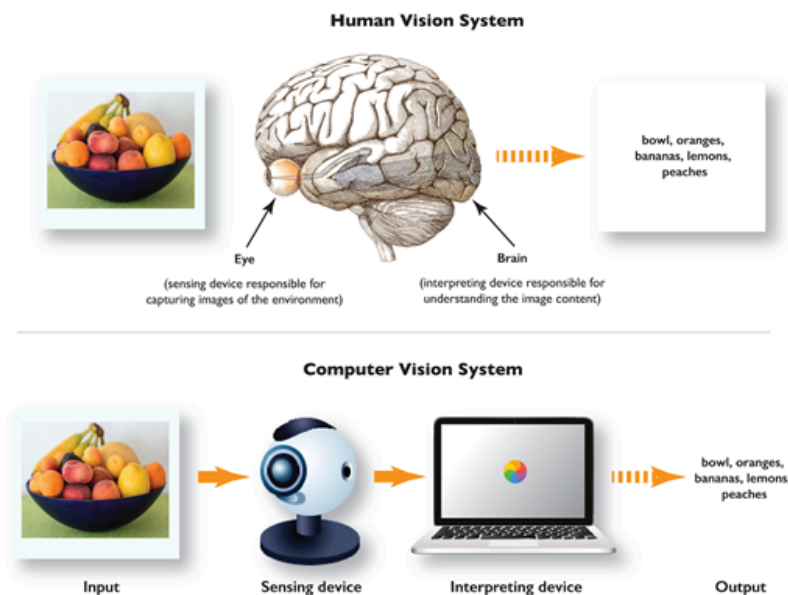 Human Vision System
bowl, oranges,
bananas, lemons,
peaches
Eye
(sensing device responsible for
capturing images of the environment)
Brain
(interpreting device responsible for
understanding the image content)
Computer Vision System
bowl, oranges,
bananas, lemons,
peaches
Input
Sensing device
Interpreting device
Output